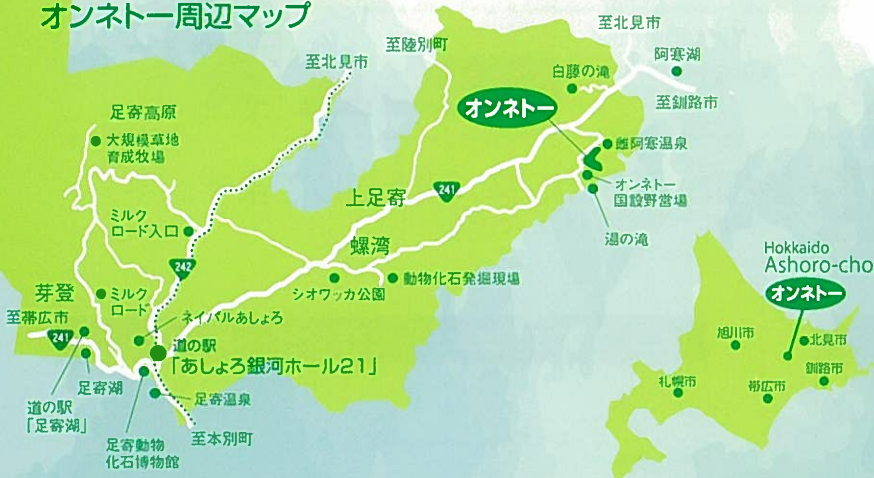 オンネトー周辺マップ
至北見市
至陸別町
至北見市
阿寒湖
白藤の滝
至釧路市
オンネトー
足寄高原
大規模草地
育成牧場
雌阿寒温泉
オンネトー
国設野営場
湯の滝
上足寄
241
ミルク
ロード入口
螺湾
242
シオワッカ公園
動物化石発掘現場
芽登
ミルク
ロード
至帯広市
241
ネイパルあしょろ
道の駅
「あしょろ銀河ホール21」
足寄湖
道の駅
「足寄湖」
足寄温泉
足寄動物
化石博物館
至本別町
Hokkaido
Ashoro-cho
オンネトー
旭川市
北見市
札幌市
帯広市
釧路市